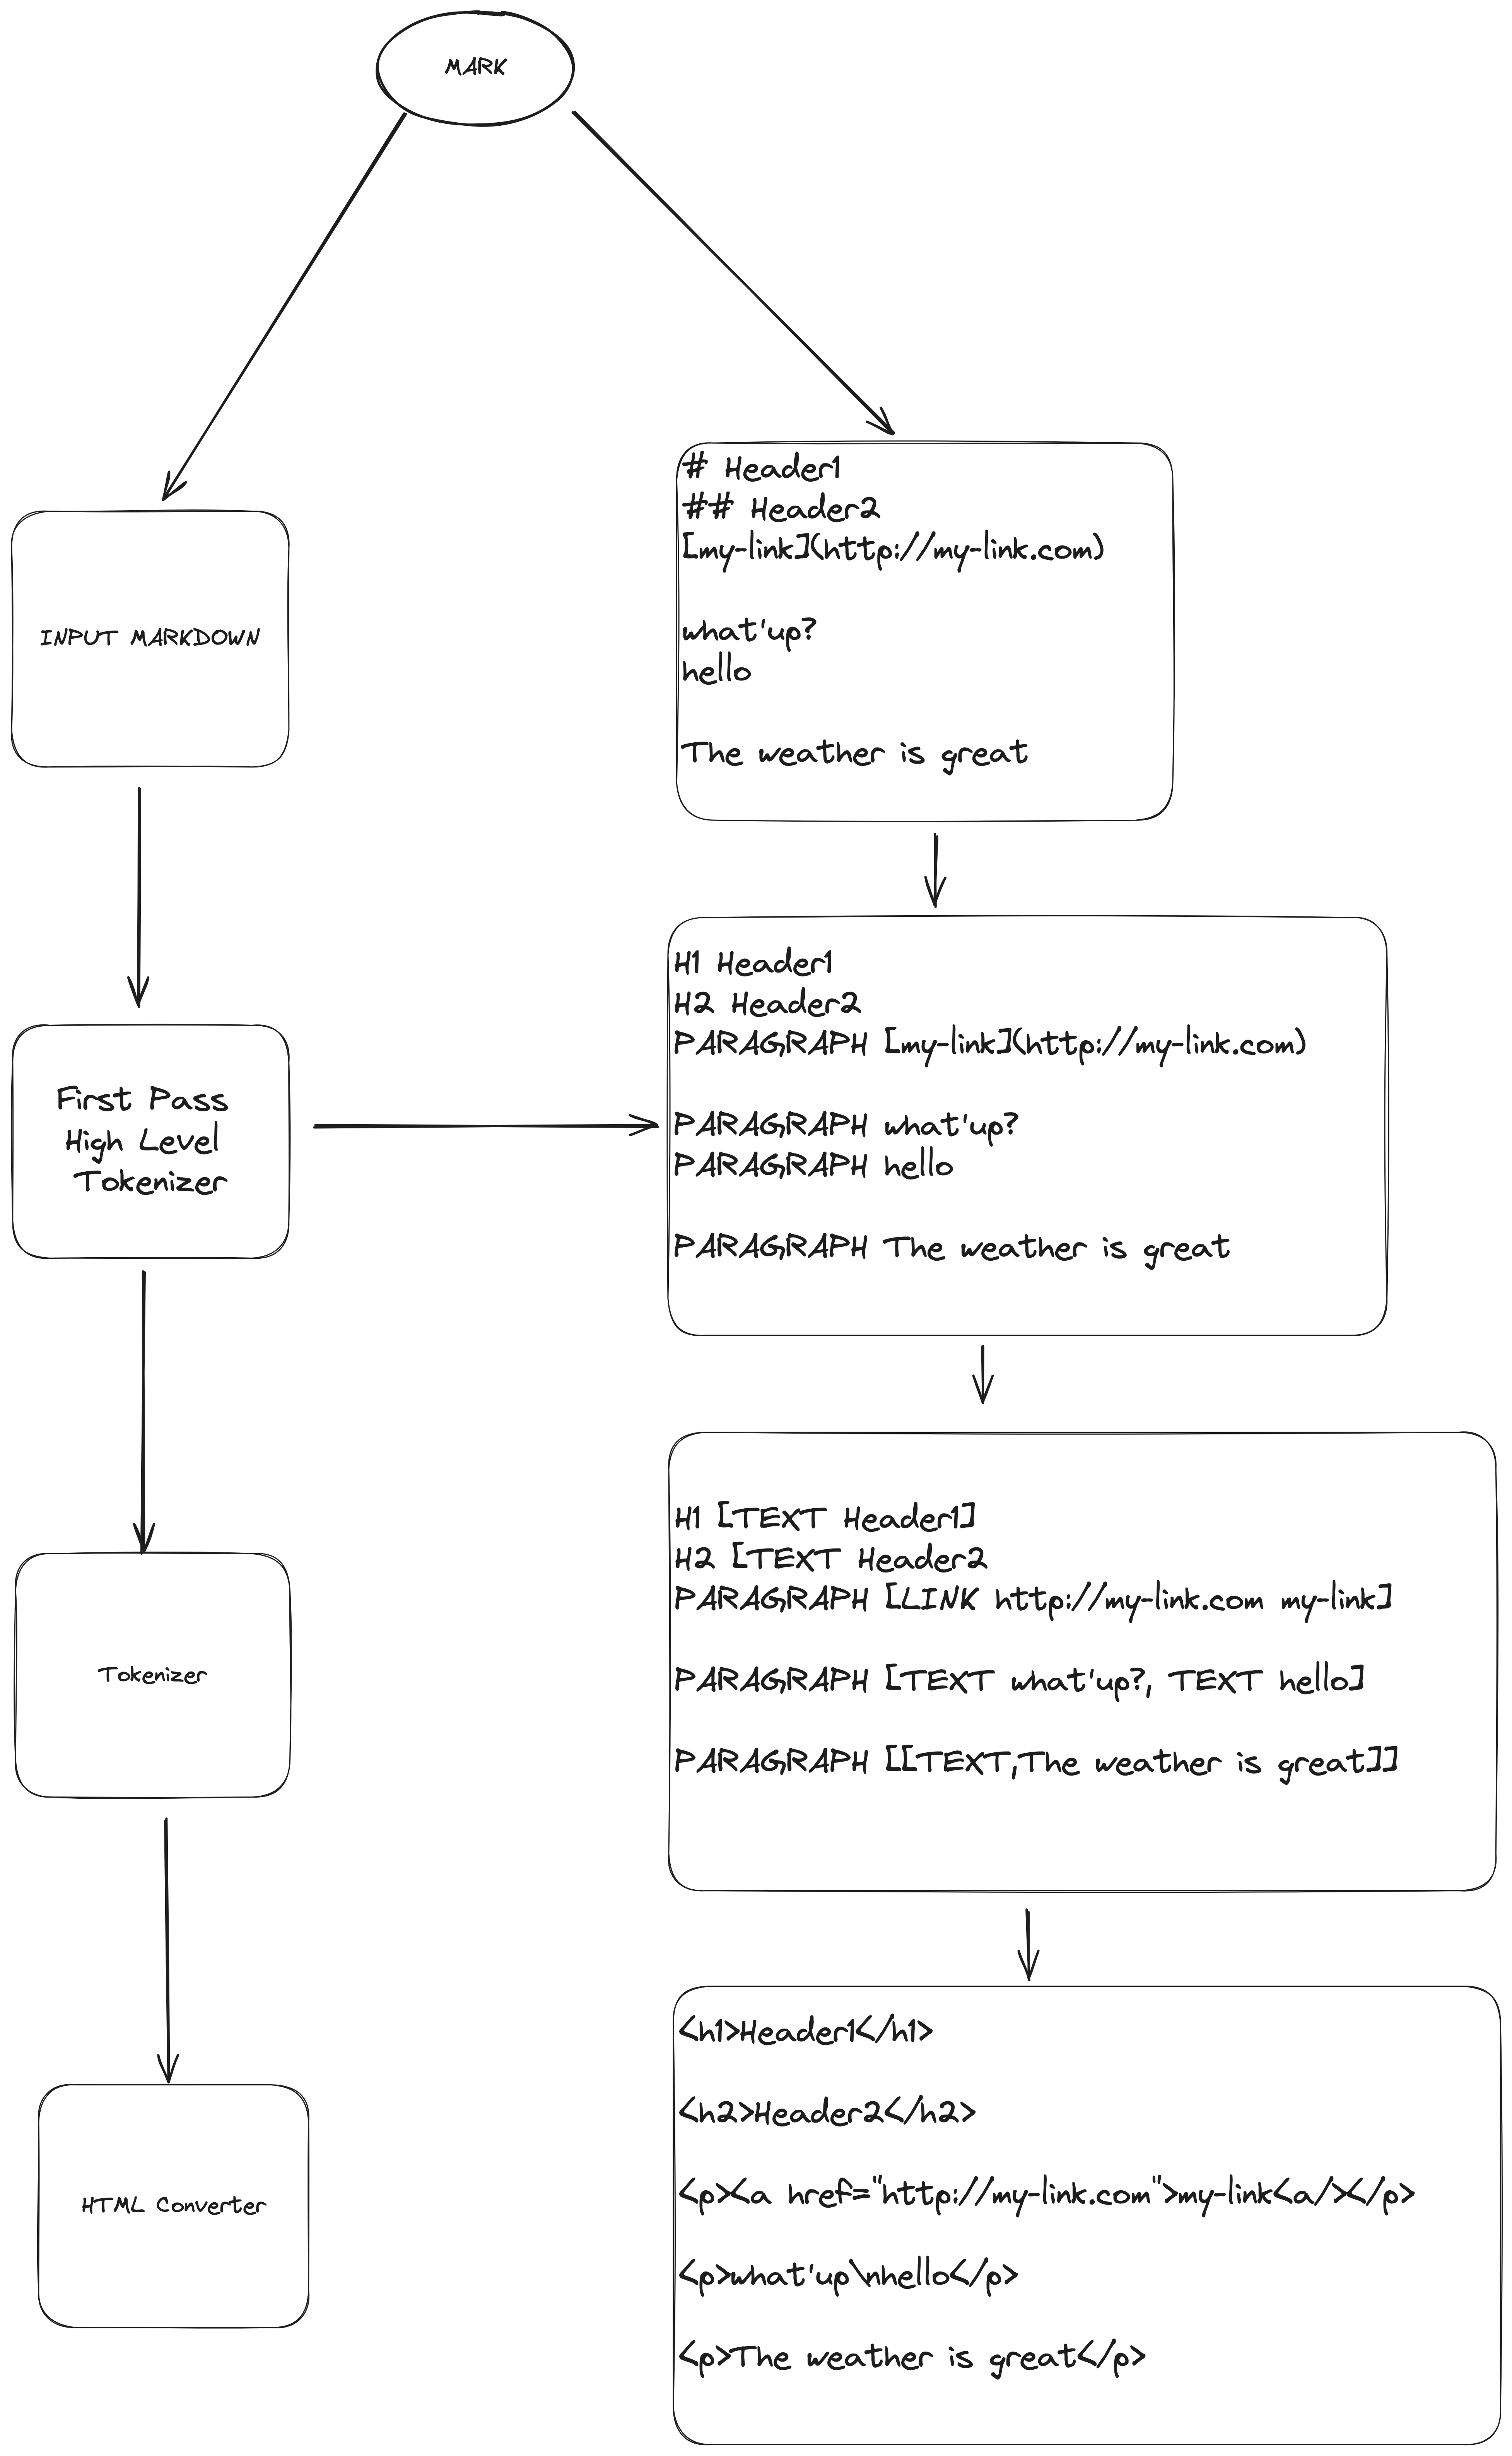 MARK
INPUT MARKDOWN
# Header1
## Header2
[my-link](http://my-link.com)
what'up?
hello
The weather is great
First Pass
High Level
Tokenizer
H1 Header1
H2 Header2
PARAGRAPH [my-link](http://my-link.com)
PARAGRAPH what'up?
PARAGRAPH hello
PARAGRAPH The weather is great
Tokenizer
H1 [TEXT Header1]
H2 [TEXT Header2
PARAGRAPH [LINK http://my-link.com my-link]
PARAGRAPH [TEXT what'up?, TEXT hello]
PARAGRAPH [[TEXT,The weather is great]]
HTML Converter
<h1>Header1</h1>
<h2>Header2</h2>
<p><a href="http://my-link.com">my-link<a/></p>
<p>what'up\nhello</p>
<p>The weather is great</p>